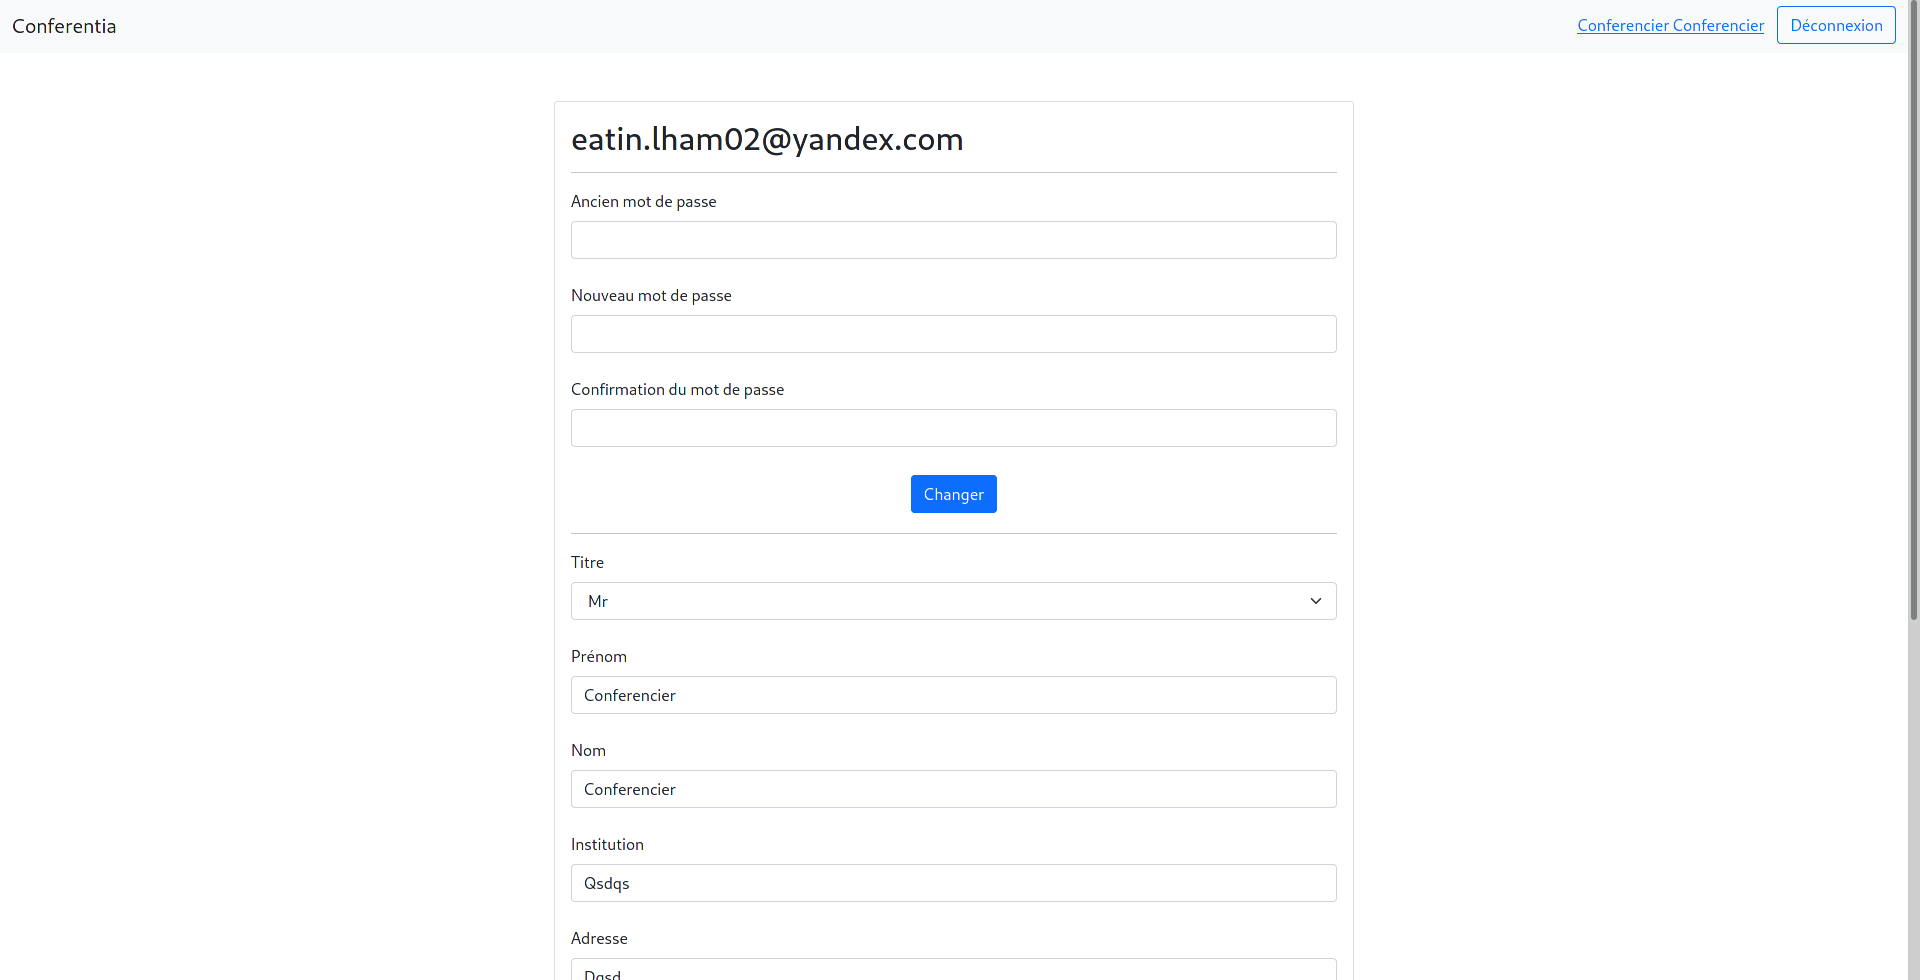 Conferentia
Conferencier Conferencier
Déconnexion
eatin.lham02@yandex.com
Ancien mot de passe
Nouveau mot de passe
Confirmation du mot de passe
Changer
Titre
Mr
Prénom
Conferencier
Nom
Conferencier
Institution
Qsdqs
Adresse
Dqsd